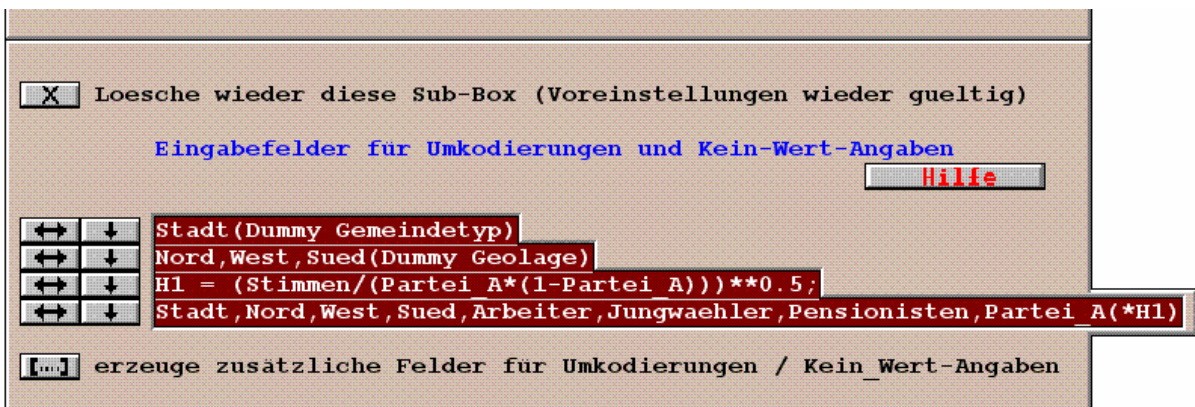 X Loesche wieder diese Sub-Box (Voreinstellungen wieder gueltig)
Eingabefelder für Umkodierungen und Kein-Wert-Angaben
Hilfe
↔ ↓ Stadt(Dummy Gemeindetyp)
↔ ↓ Nord,West,Sued(Dummy Geolage)
↔ ↓ H1 = (Stimmen/(Partei_A*(1-Partei_A)))**0.5;
↔ ↓ Stadt,Nord,West,Sued,Arbeiter,Jungwaehler,Pensionisten,Partei_A(*H1)
[....] erzeuge zusätzliche Felder für Umkodierungen / Kein_Wert-Angaben